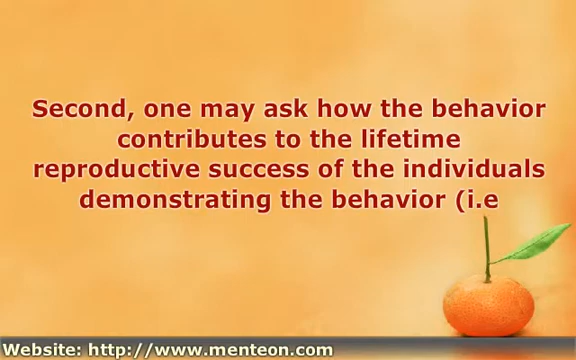 Second, one may ask how the behavior
contributes to the lifetime
reproductive success of the individuals
demonstrating the behavior (i.e
Website: http://www.menteon.com